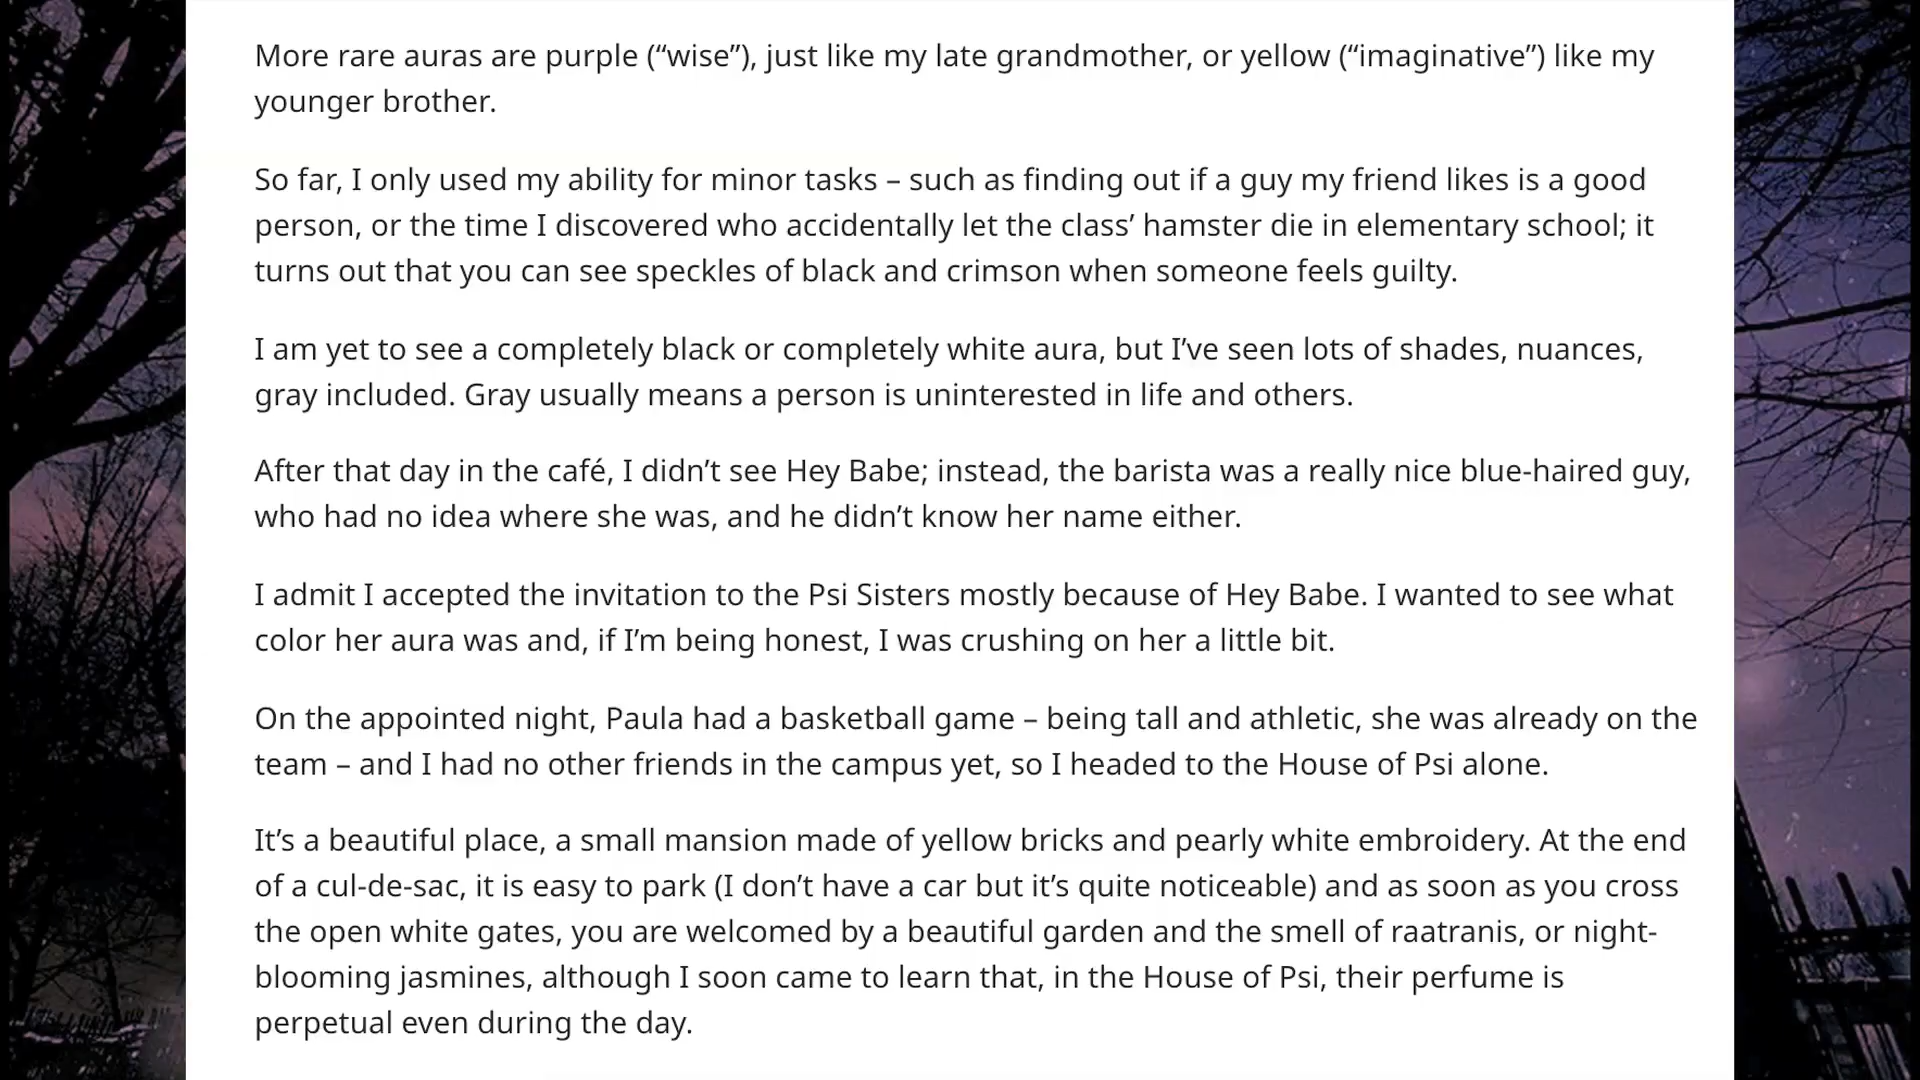 More rare auras are purple (“wise”), just like my late grandmother, or yellow (“imaginative”) like my
younger brother.
So far, I only used my ability for minor tasks – such as finding out if a guy my friend likes is a good
person, or the time I discovered who accidentally let the class’ hamster die in elementary school; it
turns out that you can see speckles of black and crimson when someone feels guilty.
I am yet to see a completely black or completely white aura, but I’ve seen lots of shades, nuances,
gray included. Gray usually means a person is uninterested in life and others.
After that day in the café, I didn’t see Hey Babe; instead, the barista was a really nice blue-haired guy,
who had no idea where she was, and he didn’t know her name either.
I admit I accepted the invitation to the Psi Sisters mostly because of Hey Babe. I wanted to see what
color her aura was and, if I’m being honest, I was crushing on her a little bit.
On the appointed night, Paula had a basketball game – being tall and athletic, she was already on the
team – and I had no other friends in the campus yet, so I headed to the House of Psi alone.
It’s a beautiful place, a small mansion made of yellow bricks and pearly white embroidery. At the end
of a cul-de-sac, it is easy to park (I don’t have a car but it’s quite noticeable) and as soon as you cross
the open white gates, you are welcomed by a beautiful garden and the smell of raatranis, or night-
blooming jasmines, although I soon came to learn that, in the House of Psi, their perfume is
perpetual even during the day.